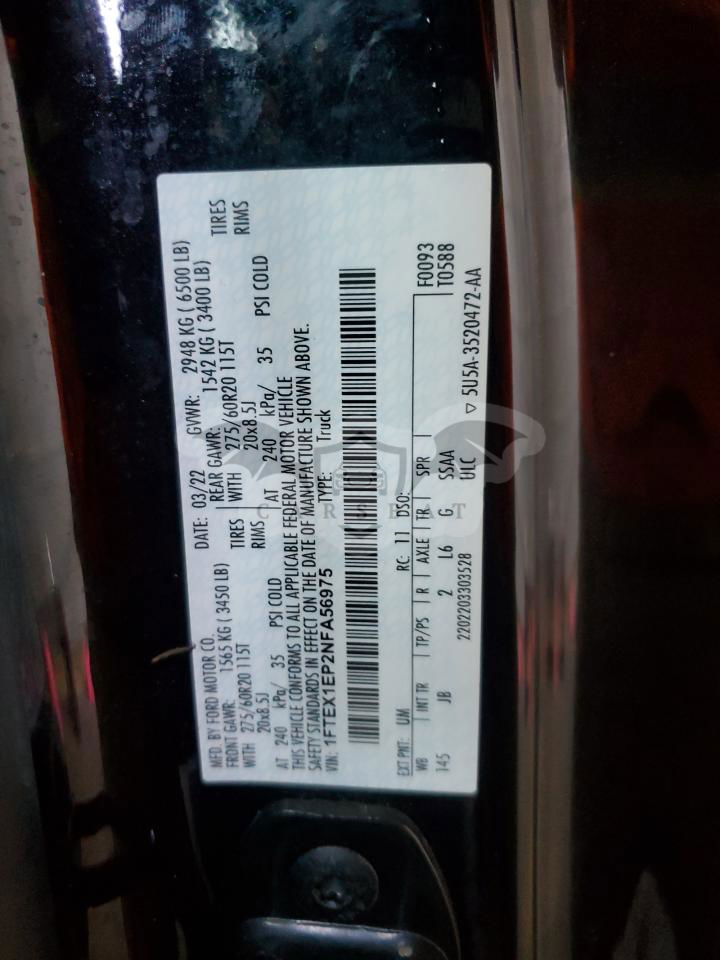 MFD. BY FORD MOTOR CO. DATE: 03/22 GVWR: 2948 KG ( 6500 LB)
FRONT GAWR: 1565 KG ( 3450 LB) REAR GAWR: 1542 KG ( 3400 LB)
WITH 275/60R20 115T TIRES WITH 275/60R20 115T TIRES
20x8.5J RIMS 20x8.5J RIMS
AT 240 kPa/ 35 PSI COLD AT 240 kPa/ 35 PSI COLD
THIS VEHICLE CONFORMS TO ALL APPLICABLE FEDERAL MOTOR VEHICLE
SAFETY STANDARDS IN EFFECT ON THE DATE OF MANUFACTURE SHOWN ABOVE.
VIN: 1FTEX1EP2NFA56975 TYPE: Truck
EXT PNT: UM RC: 11 DSO: F0093
WB INT TR TP/PS R AXLE TR SPR T0588
145 JB 2 L6 G SSAA
2202203303528 ULC ▽ 5U5A-3520472-AA